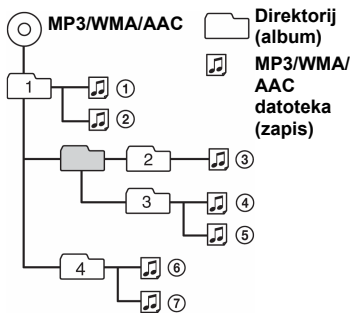 MP3/WMA/AAC
Direktorij
(album)
MP3/WMA/
AAC
datoteka
(zapis)
1
①
②
2
③
3
④
⑤
4
⑥
⑦